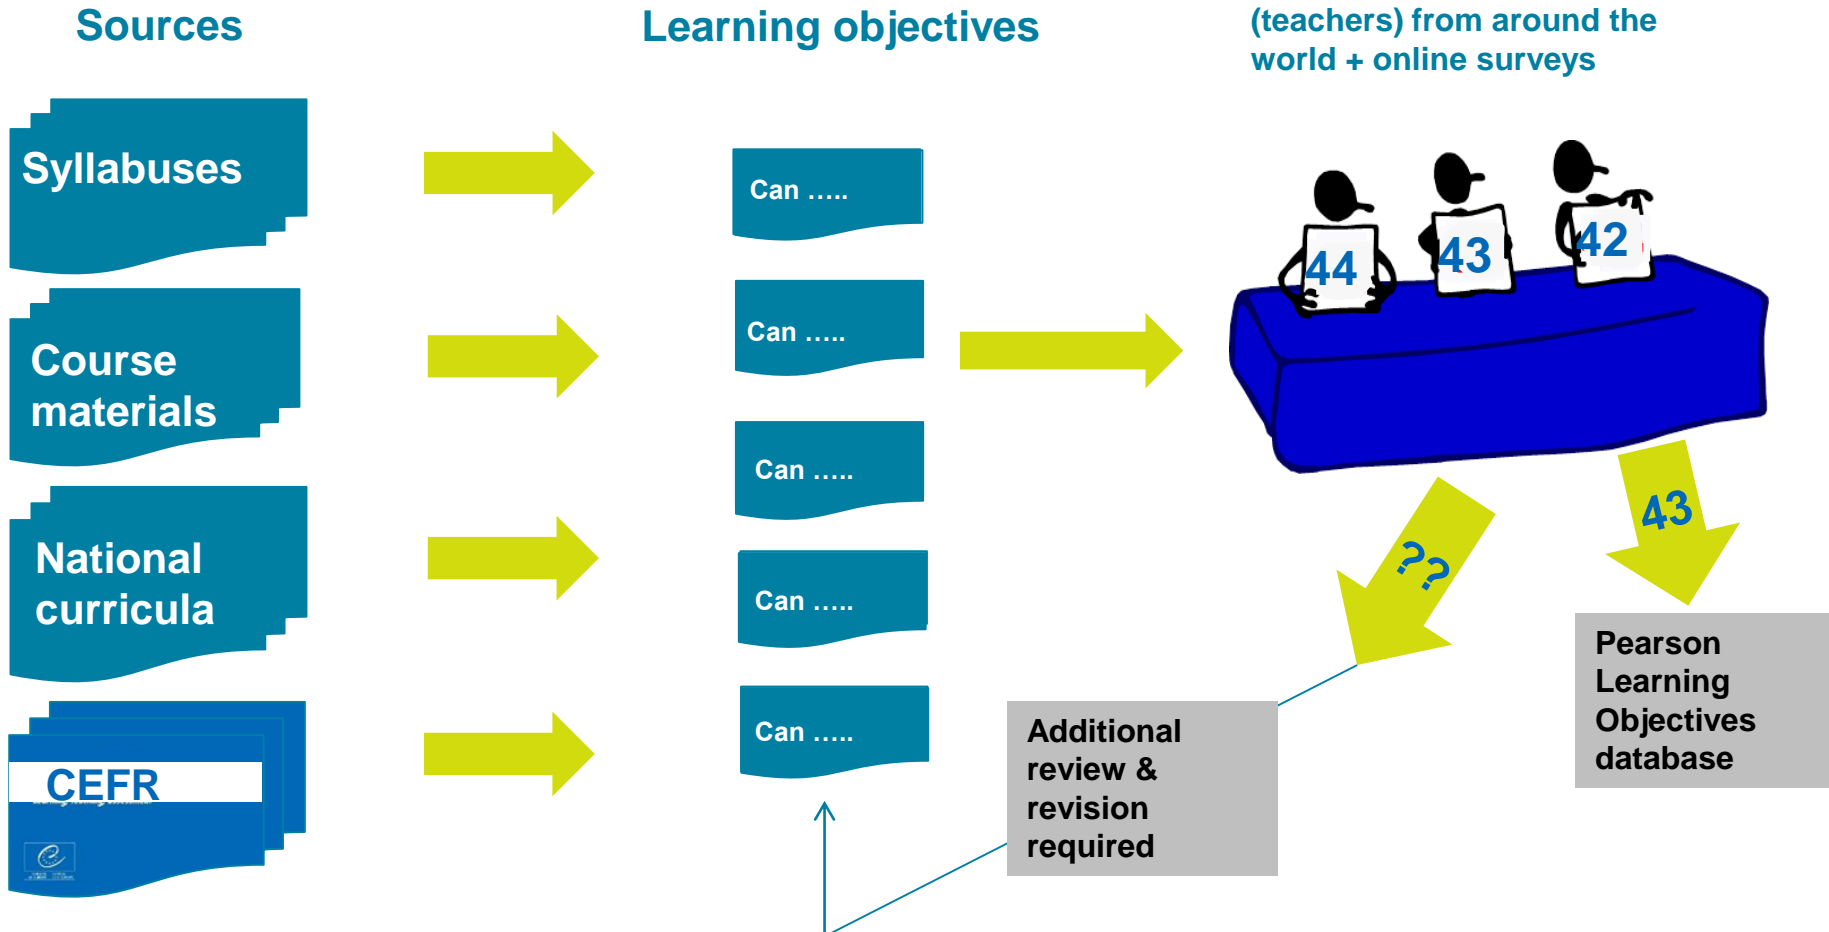 Sources
Learning objectives
(teachers) from around the
world + online surveys
Syllabuses
Course
materials
National
curricula
CEFR
Can …..
Can …..
Can …..
Can …..
Can …..
44
43
42
??
43
Additional
review &
revision
required
Pearson
Learning
Objectives
database